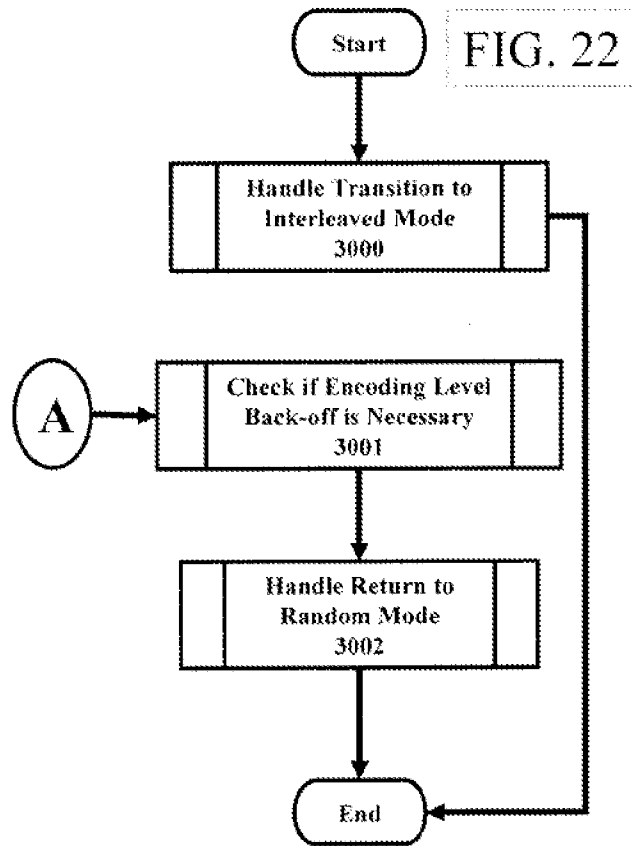 Start
FIG. 22
Handle Transition to
Interleaved Mode
3000
A
Check if Encoding Level
Back-off is Necessary
3001
Handle Return to
Random Mode
3002
End